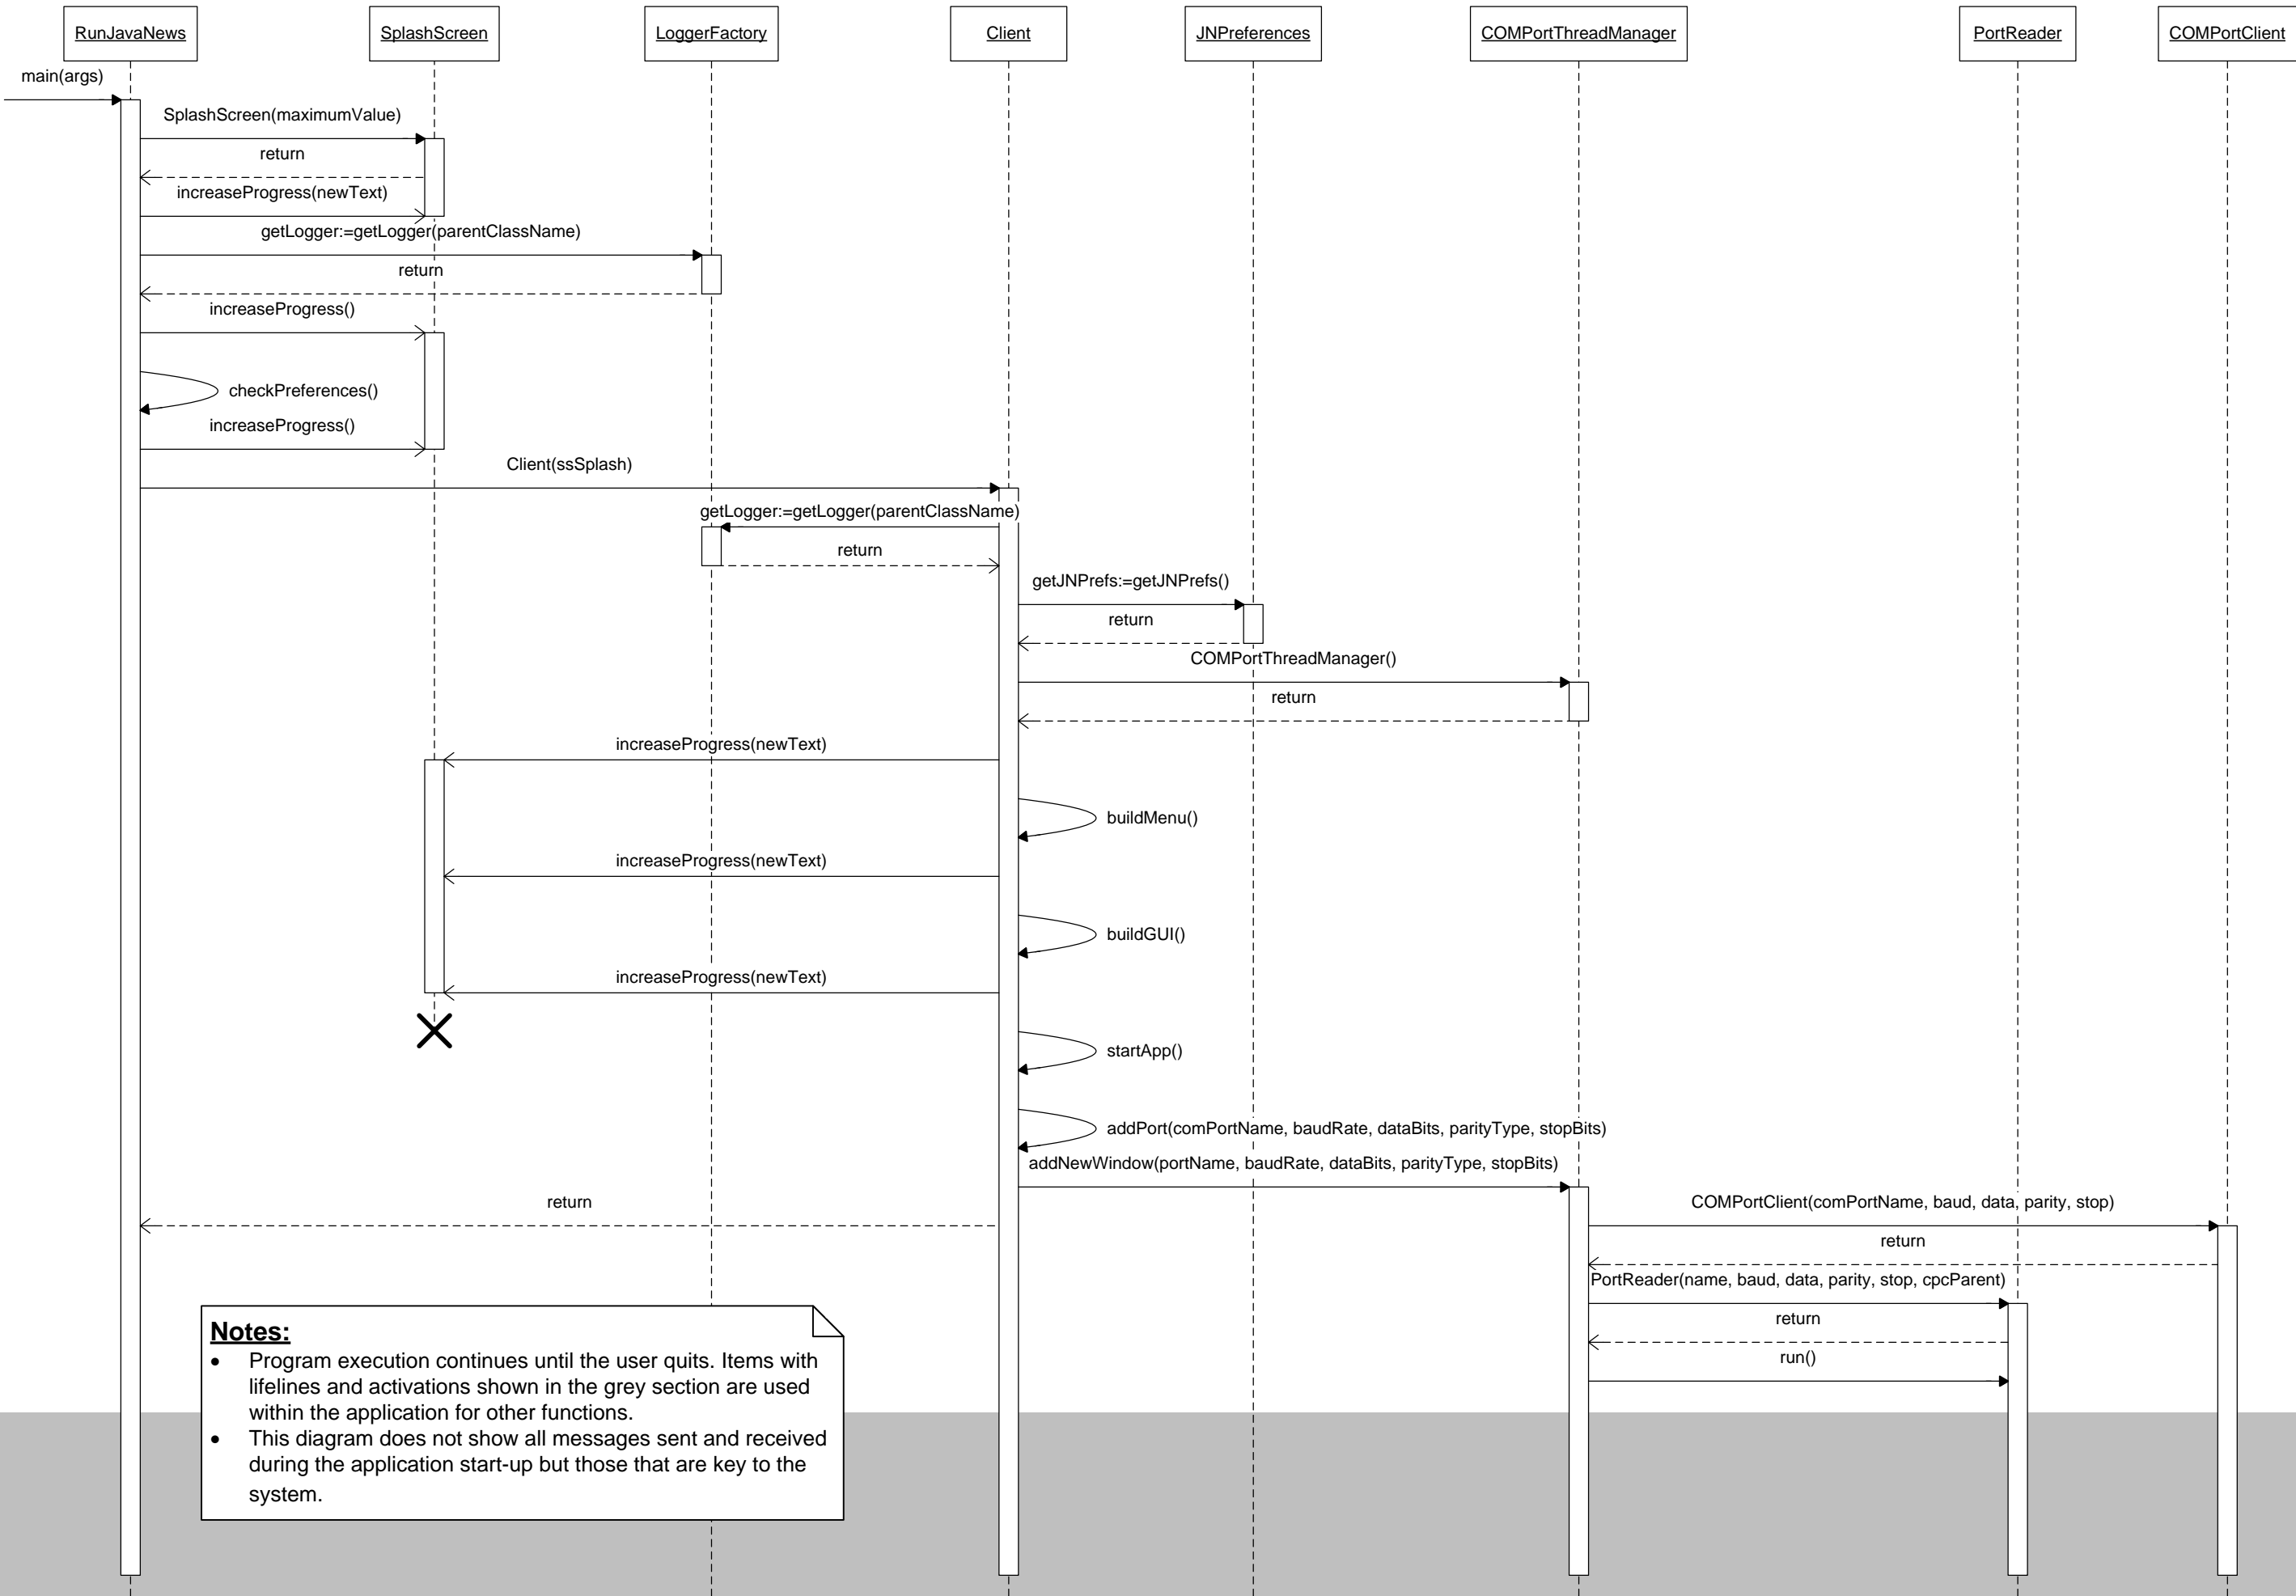 RunJavaNews
SplashScreen
LoggerFactory
Client
JNPreferences
COMPortThreadManager
PortReader
COMPortClient
main(args)
SplashScreen(maximumValue)
return
increaseProgress(newText)
getLogger:=getLogger(parentClassName)
return
increaseProgress()
checkPreferences()
increaseProgress()
Client(ssSplash)
getLogger:=getLogger(parentClassName)
return
getJNPrefs:=getJNPrefs()
return
COMPortThreadManager()
return
increaseProgress(newText)
buildMenu()
increaseProgress(newText)
buildGUI()
increaseProgress(newText)
startApp()
addPort(comPortName, baudRate, dataBits, parityType, stopBits)
addNewWindow(portName, baudRate, dataBits, parityType, stopBits)
return
COMPortClient(comPortName, baud, data, parity, stop)
return
PortReader(name, baud, data, parity, stop, cpcParent)
return
run()
Notes:
• Program execution continues until the user quits. Items with
lifelines and activations shown in the grey section are used
within the application for other functions.
• This diagram does not show all messages sent and received
during the application start-up but those that are key to the
system.